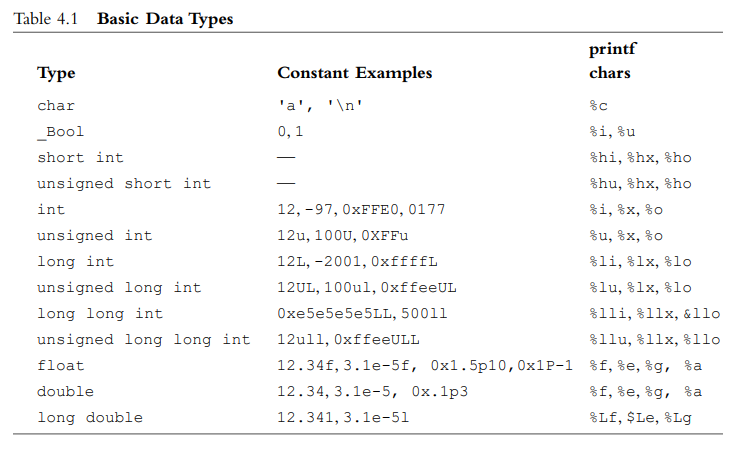 Table 4.1 Basic Data Types
printf
Type Constant Examples chars
char 'a', '\n' %c
_Bool 0, 1 %i, %u
short int — %hi, %hx, %ho
unsigned short int — %hu, %hx, %ho
int 12, -97, 0xFFE0, 0177 %i, %x, %o
unsigned int 12u, 100U, 0XFFu %u, %x, %o
long int 12L, -2001, 0xffffL %li, %lx, %lo
unsigned long int 12UL, 100ul, 0xffeeUL %lu, %lx, %lo
long long int 0xe5e5e5e5LL, 500ll %lli, %llx, &llo
unsigned long long int 12ull, 0xffeeULL %llu, %llx, %llo
float 12.34f, 3.1e-5f, 0x1.5p10, 0x1P-1 %f, %e, %g, %a
double 12.34, 3.1e-5, 0x.1p3 %f, %e, %g, %a
long double 12.341, 3.1e-5l %Lf, $Le, %Lg